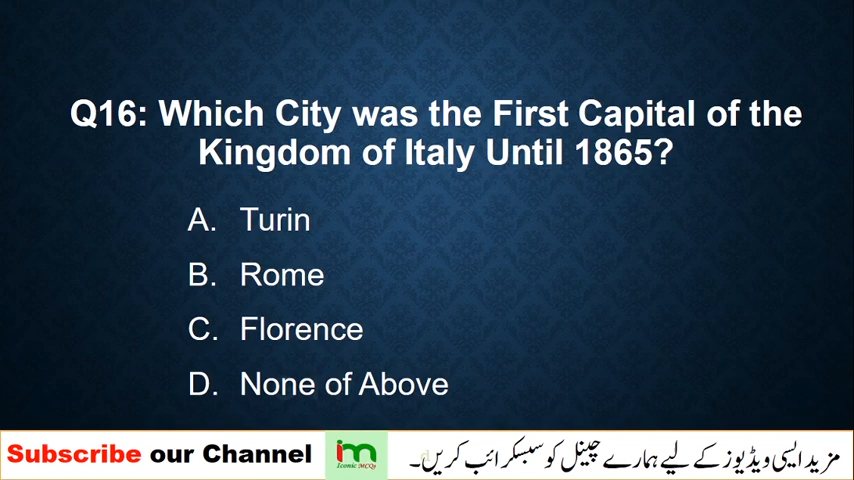 Q16: Which City was the First Capital of the
Kingdom of Italy Until 1865?
A. Turin
B. Rome
C. Florence
D. None of Above
Subscribe our Channel
im
Iconic MCQs
مزید ایسی ویڈیوز کے لیے ہمارے چینل کو سبسکرائب کریں۔